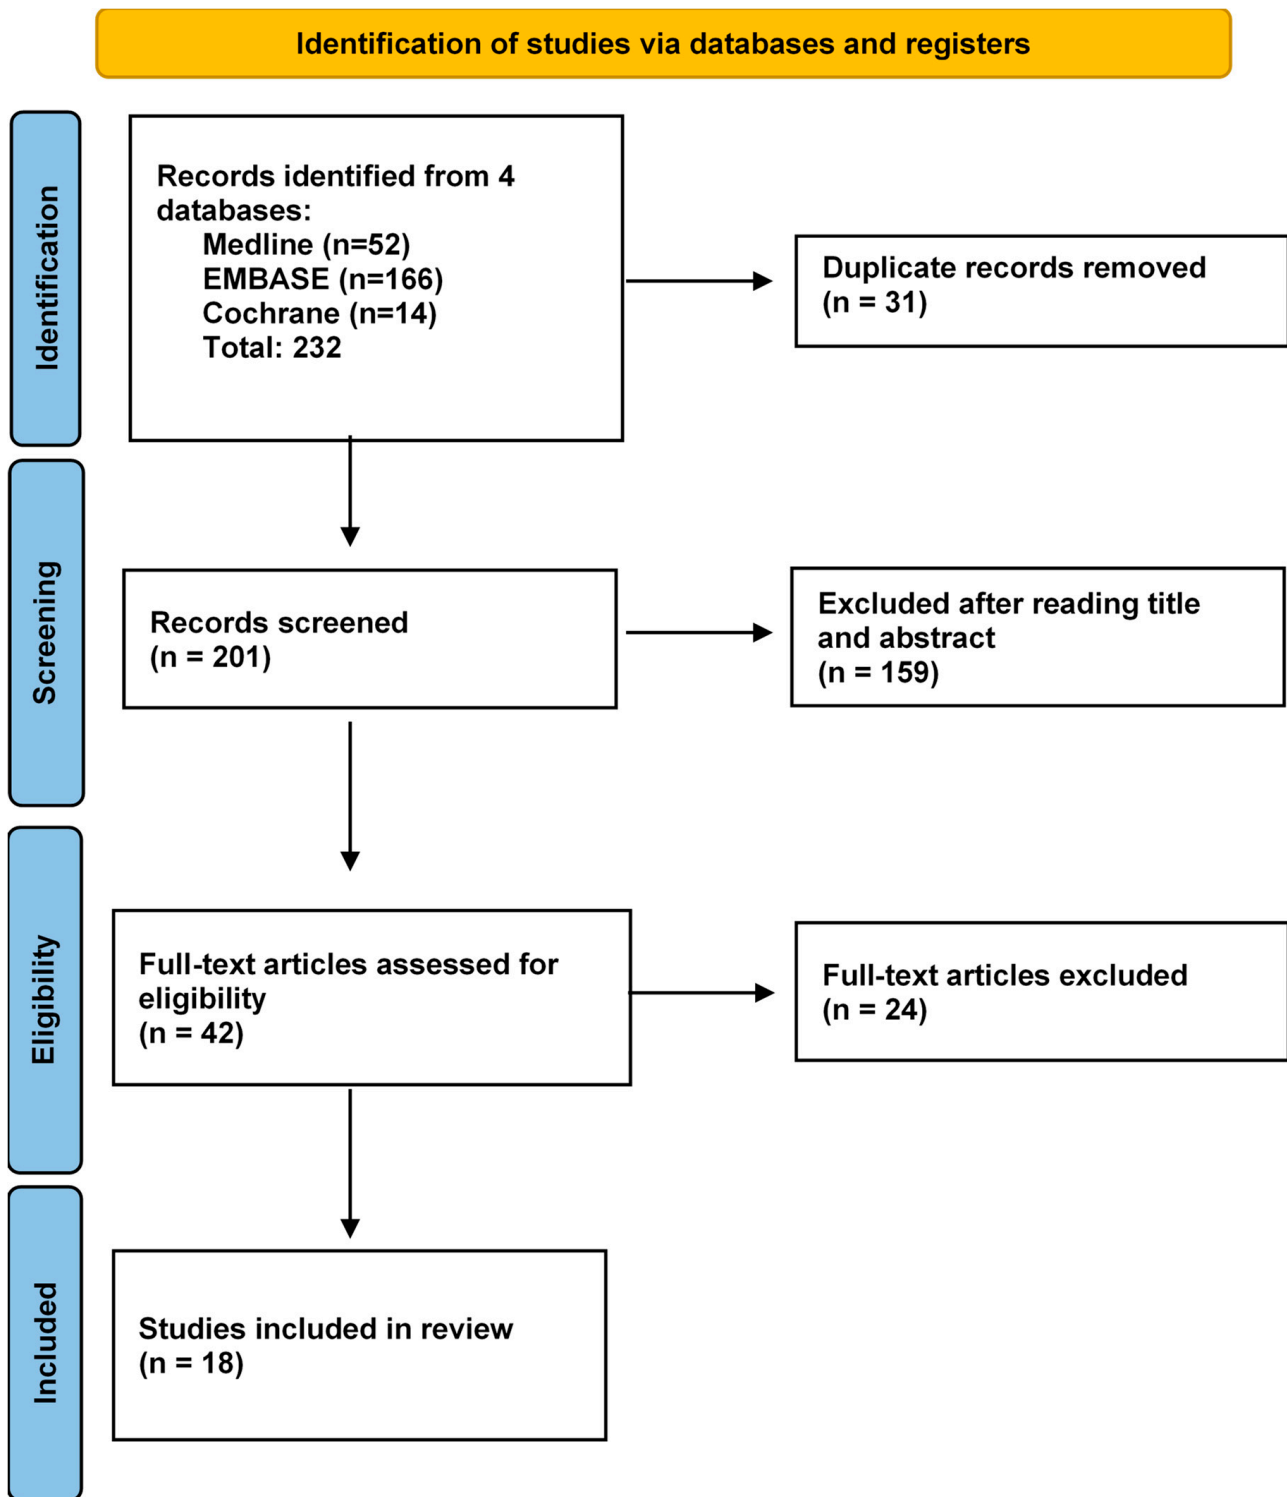 Identification of studies via databases and registers
Identification
Records identified from 4
databases:
Medline (n=52)
EMBASE (n=166)
Cochrane (n=14)
Total: 232
Duplicate records removed
(n = 31)
Screening
Records screened
(n = 201)
Excluded after reading title
and abstract
(n = 159)
Eligibility
Full-text articles assessed for
eligibility
(n = 42)
Full-text articles excluded
(n = 24)
Included
Studies included in review
(n = 18)